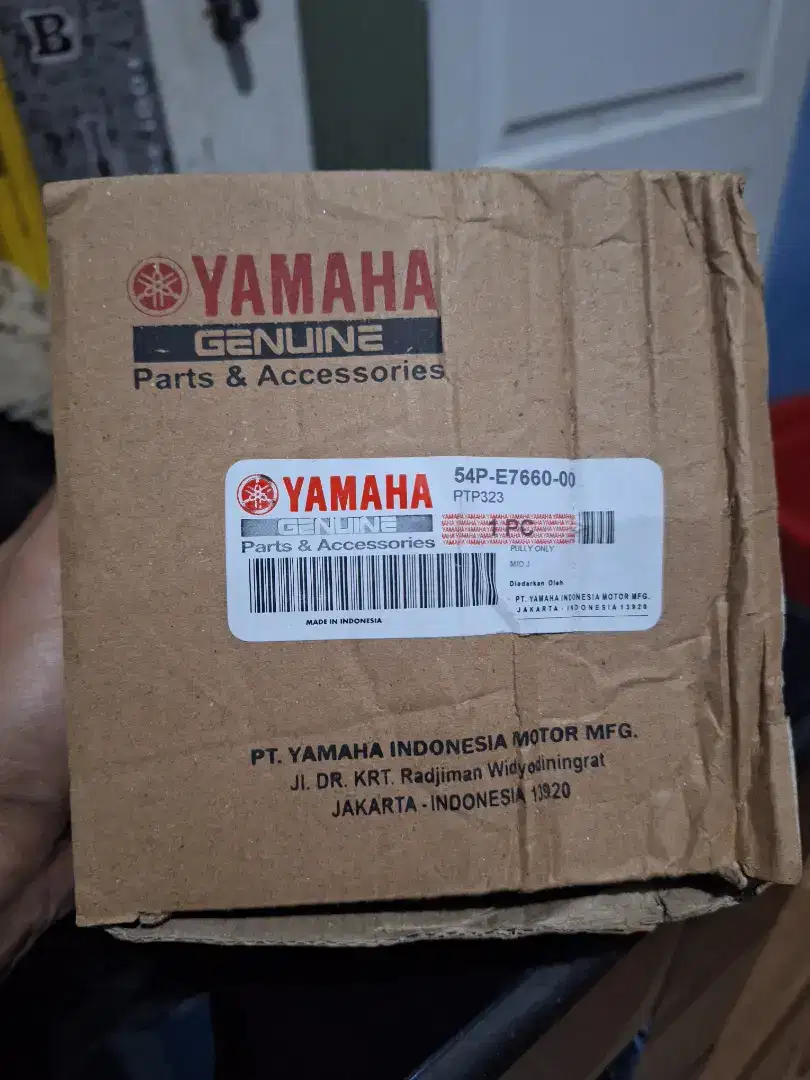 B
YAMAHA
GENUINE
Parts & Accessories
YAMAHA
GENUINE
Parts & Accessories
MADE IN INDONESIA
54P-E7660-00
PTP323
1 PC
PULLY ONLY
MIO J
Diedarkan Oleh
PT. YAMAHA INDONESIA MOTOR MFG.
JAKARTA - INDONESIA 13920
PT. YAMAHA INDONESIA MOTOR MFG.
Jl. DR. KRT. Radjiman Widyodiningrat
JAKARTA - INDONESIA 13920